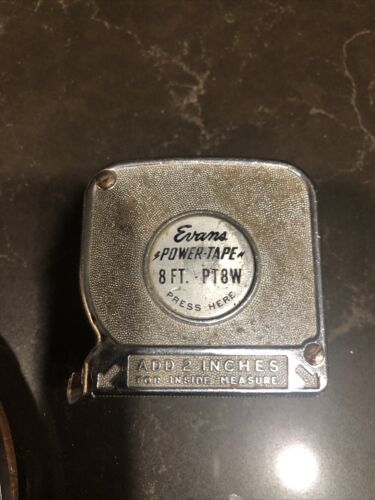 Evans
POWER-TAPE
8 FT. - PT8W
PRESS HERE
ADD 2 INCHES
FOR INSIDE MEASURE